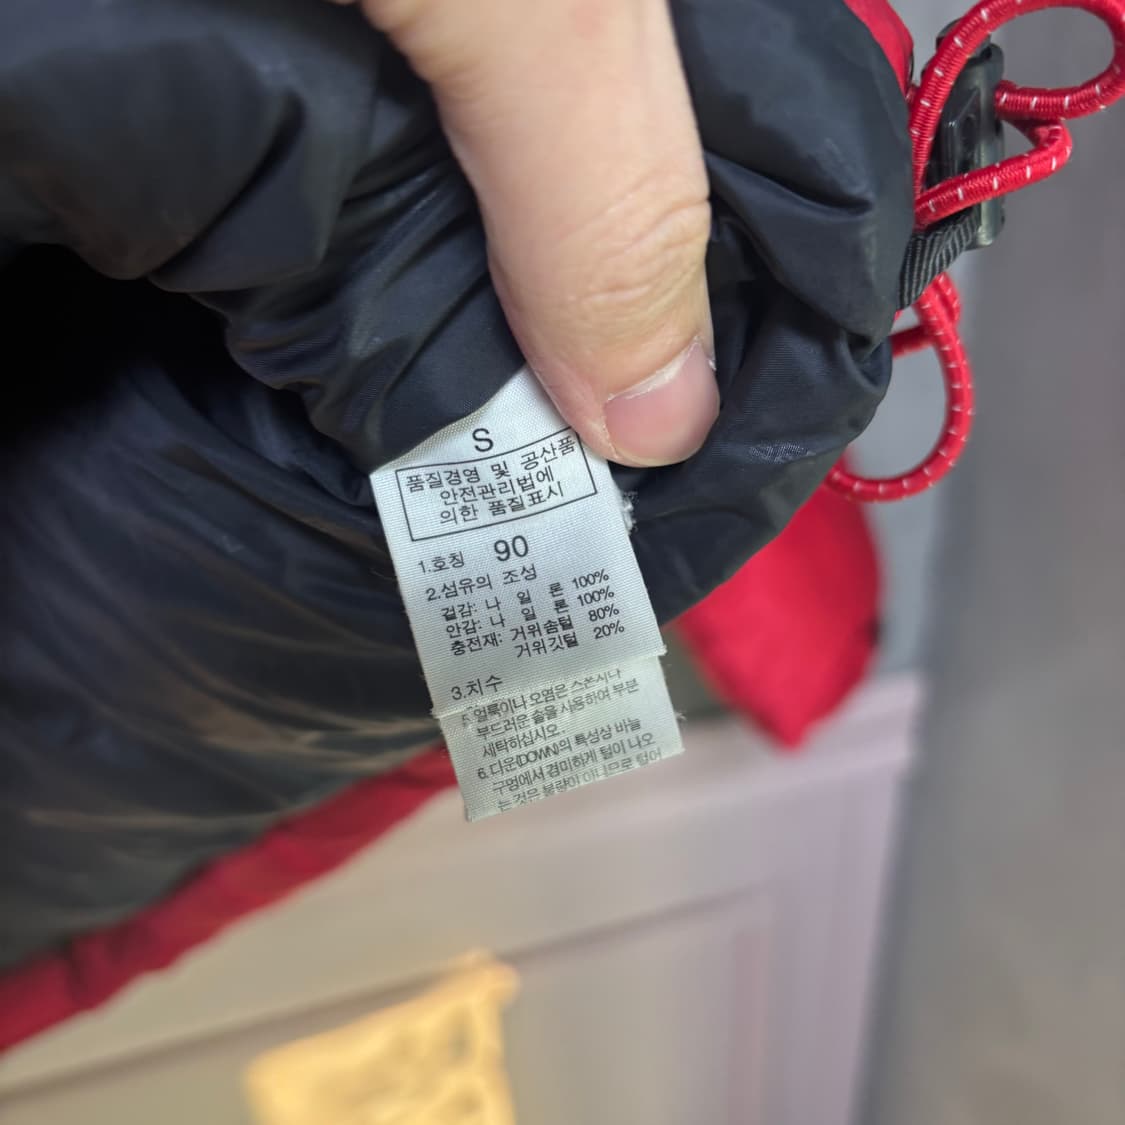 S
품질경영 및 공산품
안전관리법에
의한 품질표시
1.호칭 90
2.섬유의 조성
겉감: 나 일 론 100%
안감: 나 일 론 100%
충전재: 거위솜털 80%
거위깃털 20%
3.치수
5.얼룩이나 오염은 스폰지나
부드러운 솔을 사용하여 부분
세탁하십시오.
6.다운(DOWN)의 특성상 바늘
구멍에서 경미하게 털이 나오
는 것은 불량이 아니므로 털어